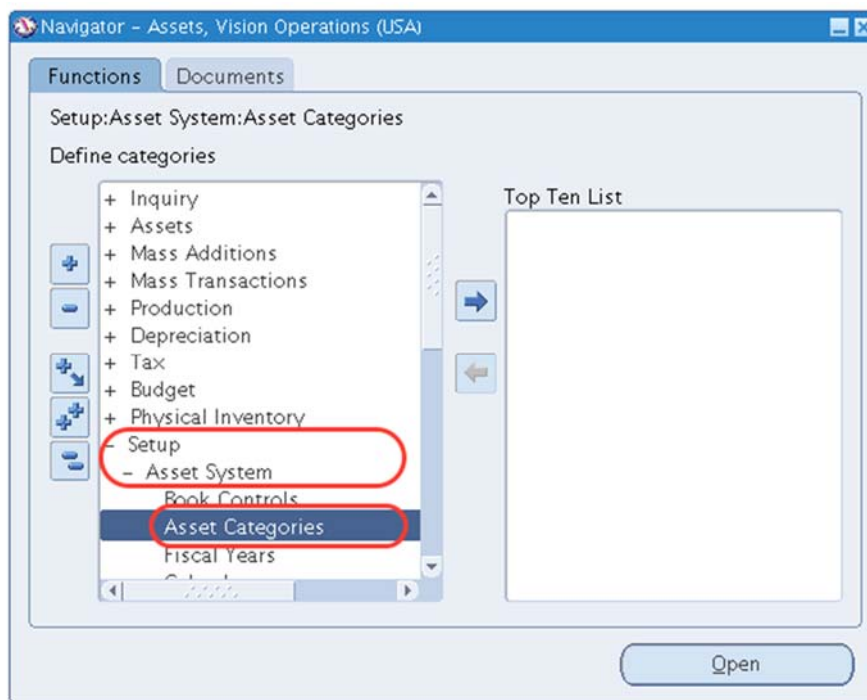 Navigator – Assets, Vision Operations (USA)
Functions Documents
Setup:Asset System:Asset Categories
Define categories
+ Inquiry
+ Assets
+ Mass Additions
+ Mass Transactions
+ Production
+ Depreciation
+ Tax
+ Budget
+ Physical Inventory
– Setup
– Asset System
Book Controls
Asset Categories
Fiscal Years
Top Ten List
Open